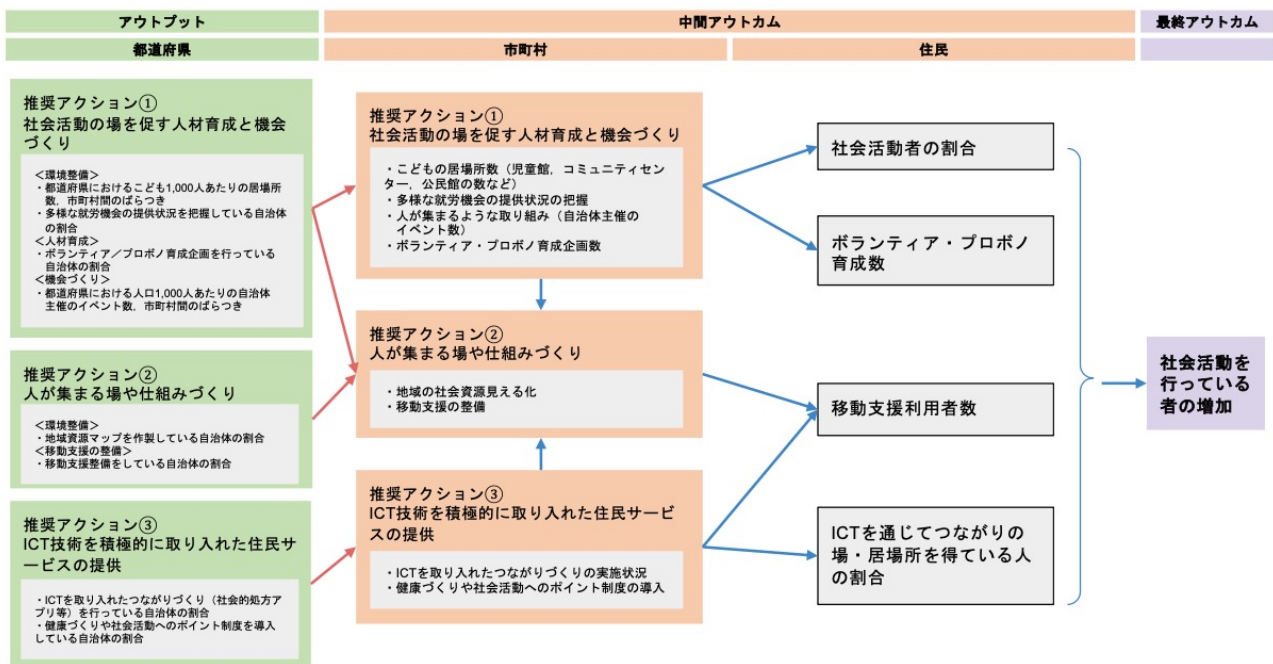 アウトプット
中間アウトカム
最終アウトカム
都道府県
市町村
住民
推奨アクション①
社会活動の場を促す人材育成と機会
づくり
＜環境整備＞
・都道府県におけるこども1,000人あたりの居場所
数，市町村間のばらつき
・多様な就労機会の提供状況を把握している自治体
の割合
＜人材育成＞
・ボランティア／プロボノ育成企画を行っている
自治体の割合
＜機会づくり＞
・都道府県における人口1,000人あたりの自治体
主催のイベント数，市町村間のばらつき
推奨アクション②
人が集まる場や仕組みづくり
＜環境整備＞
・地域資源マップを作製している自治体の割合
＜移動支援の整備＞
・移動支援整備をしている自治体の割合
推奨アクション③
ICT技術を積極的に取り入れた住民サ
ービスの提供
・ICTを取り入れたつながりづくり（社会的処方ア
プリ等）を行っている自治体の割合
・健康づくりや社会活動へのポイント制度を導入
している自治体の割合
推奨アクション①
社会活動の場を促す人材育成と機会づくり
・こどもの居場所数（児童館，コミュニティセン
ター，公民館の数など）
・多様な就労機会の提供状況の把握
・人が集まるような取り組み（自治体主催の
イベント数）
・ボランティア・プロボノ育成企画数
推奨アクション②
人が集まる場や仕組みづくり
・地域の社会資源見える化
・移動支援の整備
推奨アクション③
ICT技術を積極的に取り入れた住民サービ
スの提供
・ICTを取り入れたつながりづくりの実施状況
・健康づくりや社会活動へのポイント制度の導入
社会活動者の割合
ボランティア・プロボノ
育成数
移動支援利用者数
ICTを通じてつながりの
場・居場所を得ている人
の割合
社会活動を
行っている
者の増加